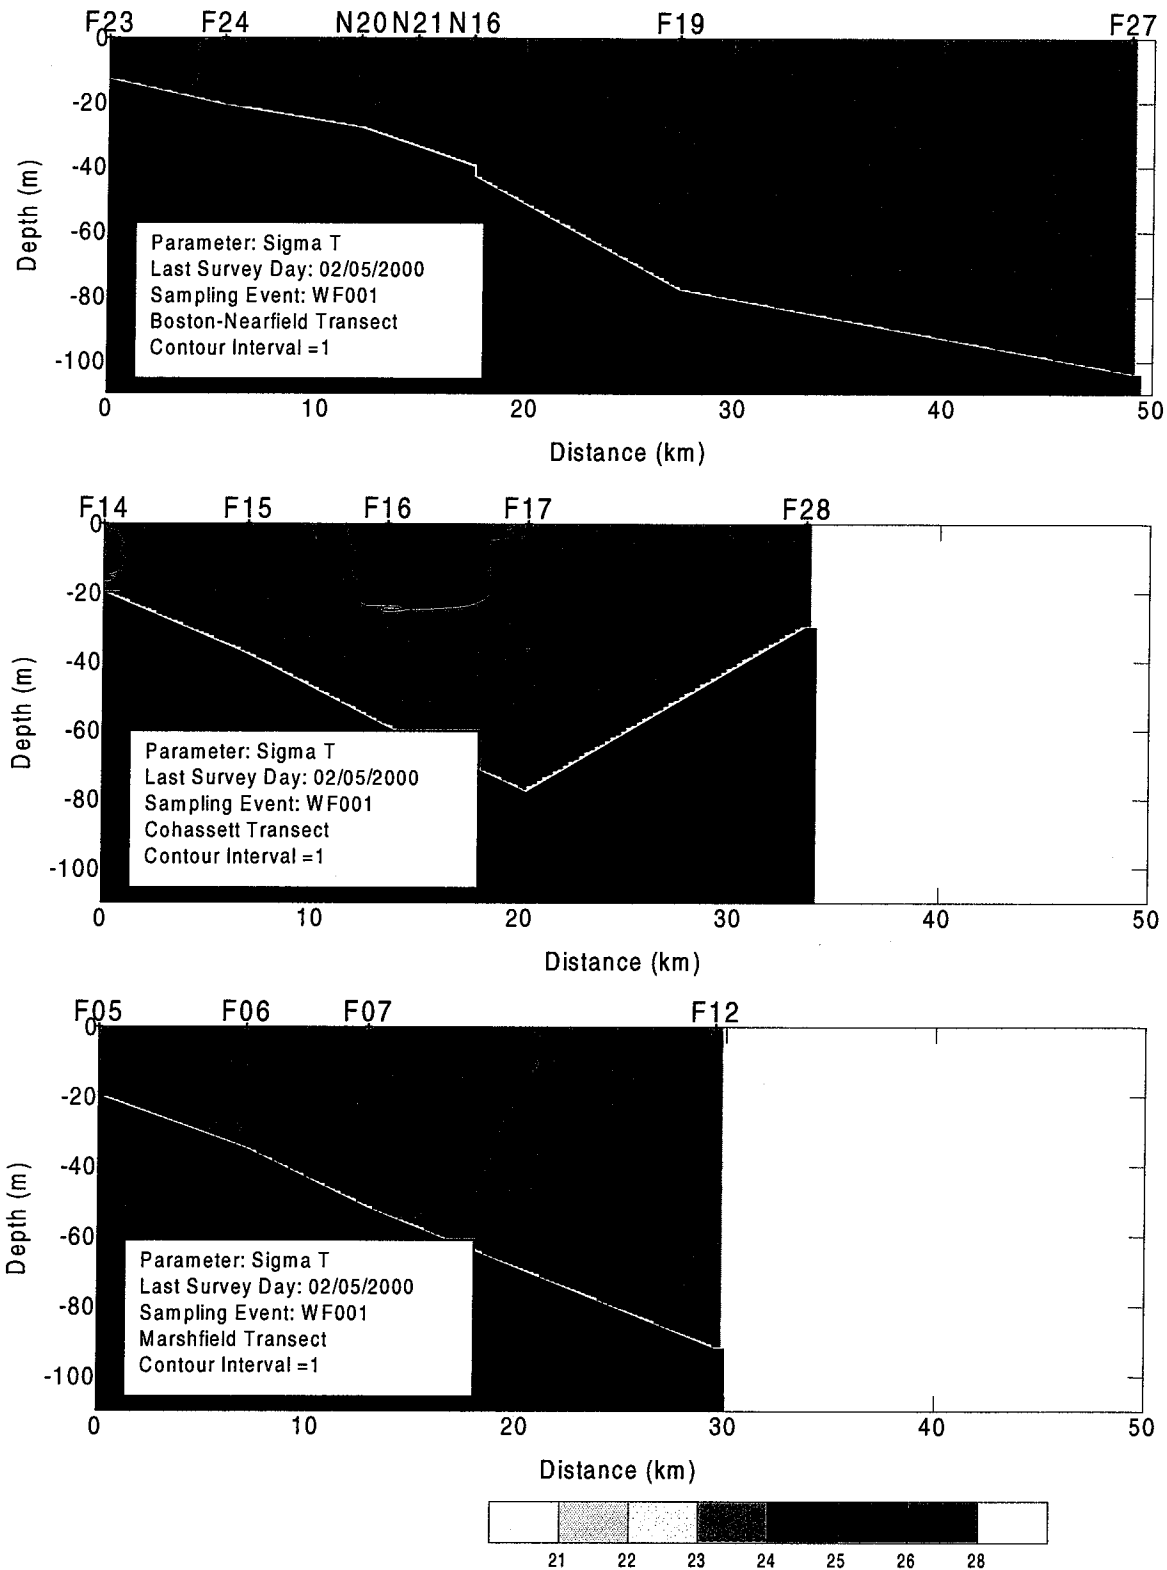 F23 F24 N20 N21 N16 F19 F27
0
-20
-40
-60
-80
-100
Depth (m)
Parameter: Sigma T
Last Survey Day: 02/05/2000
Sampling Event: WF001
Boston-Nearfield Transect
Contour Interval =1
0 10 20 30 40 50
Distance (km)
F14 F15 F16 F17 F28
0
-20
-40
-60
-80
-100
Depth (m)
Parameter: Sigma T
Last Survey Day: 02/05/2000
Sampling Event: WF001
Cohassett Transect
Contour Interval =1
0 10 20 30 40 50
Distance (km)
F05 F06 F07 F12
0
-20
-40
-60
-80
-100
Depth (m)
Parameter: Sigma T
Last Survey Day: 02/05/2000
Sampling Event: WF001
Marshfield Transect
Contour Interval =1
0 10 20 30 40 50
Distance (km)
21 22 23 24 25 26 28